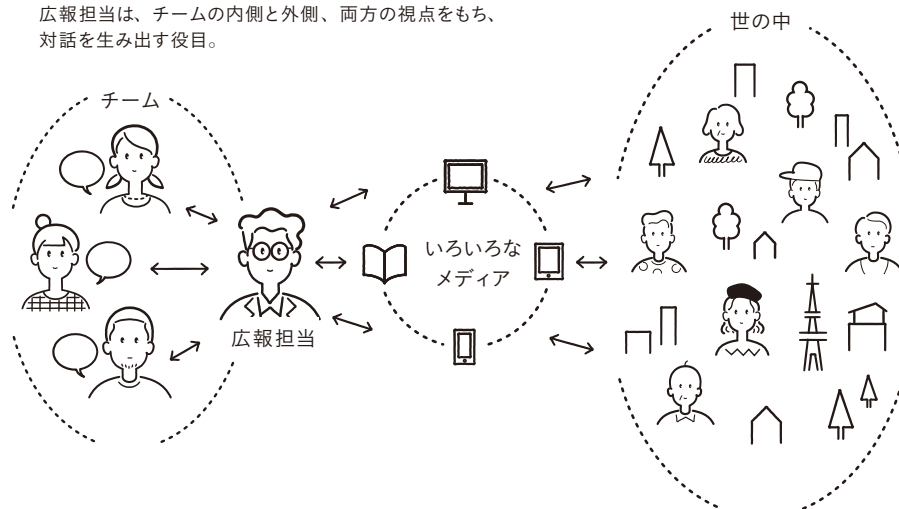 広報担当は、チームの内側と外側、両方の視点をもち、
対話を生み出す役目。
世の中
チーム
いろいろな
メディア
広報担当